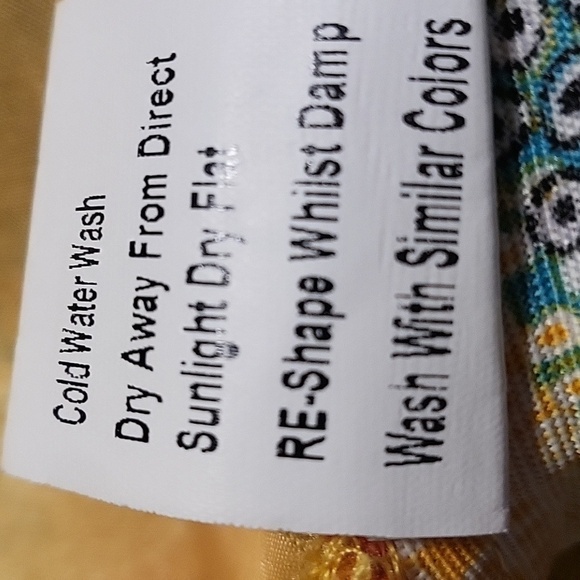 Cold Water Wash
Dry Away From Direct
Sunlight Dry Flat
RE-Shape Whilst Damp
Wash With Similar Colors